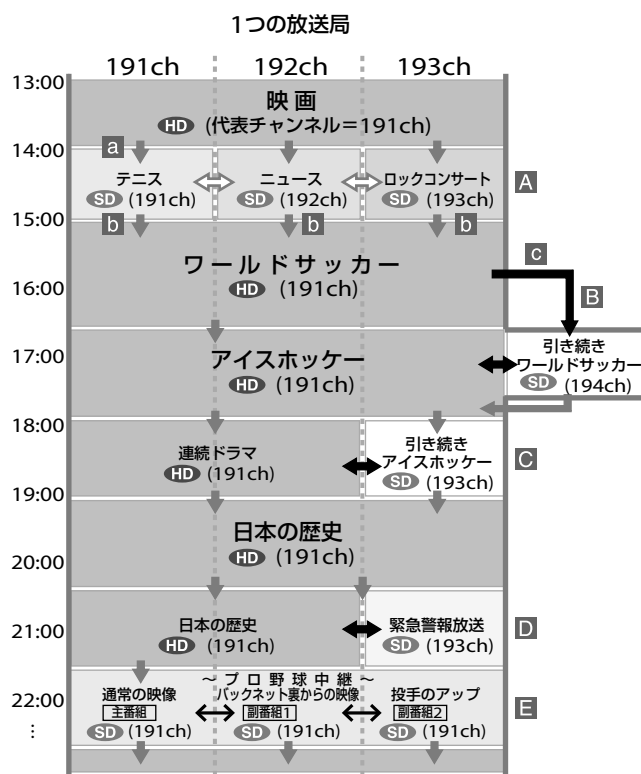 1つの放送局
191ch 192ch 193ch
13:00
映画
HD (代表チャンネル=191ch)
14:00
a
テニス
SD (191ch)
ニュース
SD (192ch)
ロックコンサート
SD (193ch)
A
15:00
b b b
ワールドサッカー
HD (191ch)
c
B
16:00
17:00
アイスホッケー
HD (191ch)
引き続き
ワールドサッカー
SD (194ch)
18:00
連続ドラマ
HD (191ch)
引き続き
アイスホッケー
SD (193ch)
C
19:00
日本の歴史
HD (191ch)
20:00
21:00
日本の歴史
HD (191ch)
緊急警報放送
SD (193ch)
D
~プロ野球中継~
22:00
⋮
通常の映像
主番組
SD (191ch)
バックネット裏からの映像
副番組1
SD (191ch)
投手のアップ
副番組2
SD (191ch)
E